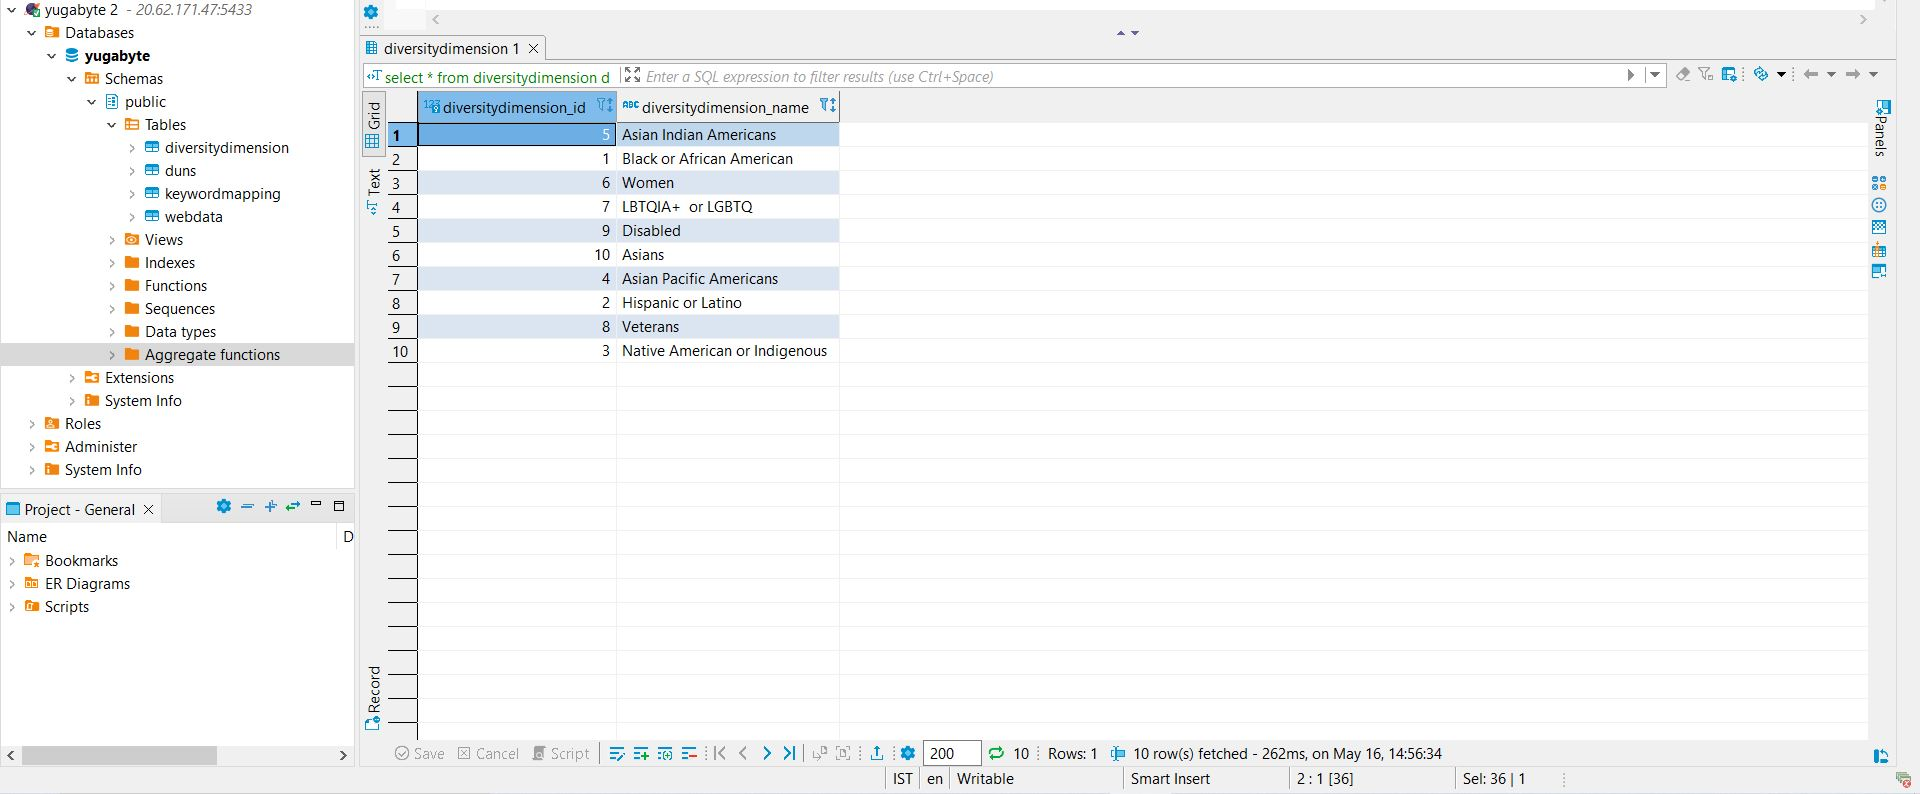 yugabyte 2 - 20.62.171.47:5433
Databases
yugabyte
Schemas
public
Tables
diversitydimension
duns
keywordmapping
webdata
Views
Indexes
Functions
Sequences
Data types
Aggregate functions
Extensions
System Info
Roles
Administer
System Info
Project - General
Name D
Bookmarks
ER Diagrams
Scripts
diversitydimension 1
select * from diversitydimension d Enter a SQL expression to filter results (use Ctrl+Space)
Grid
Text
Record
123 diversitydimension_id ABC diversitydimension_name
1 5 Asian Indian Americans
2 1 Black or African American
3 6 Women
4 7 LBTQIA+  or LGBTQ
5 9 Disabled
6 10 Asians
7 4 Asian Pacific Americans
8 2 Hispanic or Latino
9 8 Veterans
10 3 Native American or Indigenous
Panels
Save Cancel Script 200 10 Rows: 1 10 row(s) fetched - 262ms, on May 16, 14:56:34
IST en Writable Smart Insert 2 : 1 [36] Sel: 36 | 1